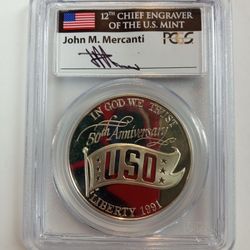 12TH CHIEF ENGRAVER
OF THE U.S. MINT
John M. Mercanti
PCGS
IN GOD WE TRUST
50th Anniversary
USO
LIBERTY 1991